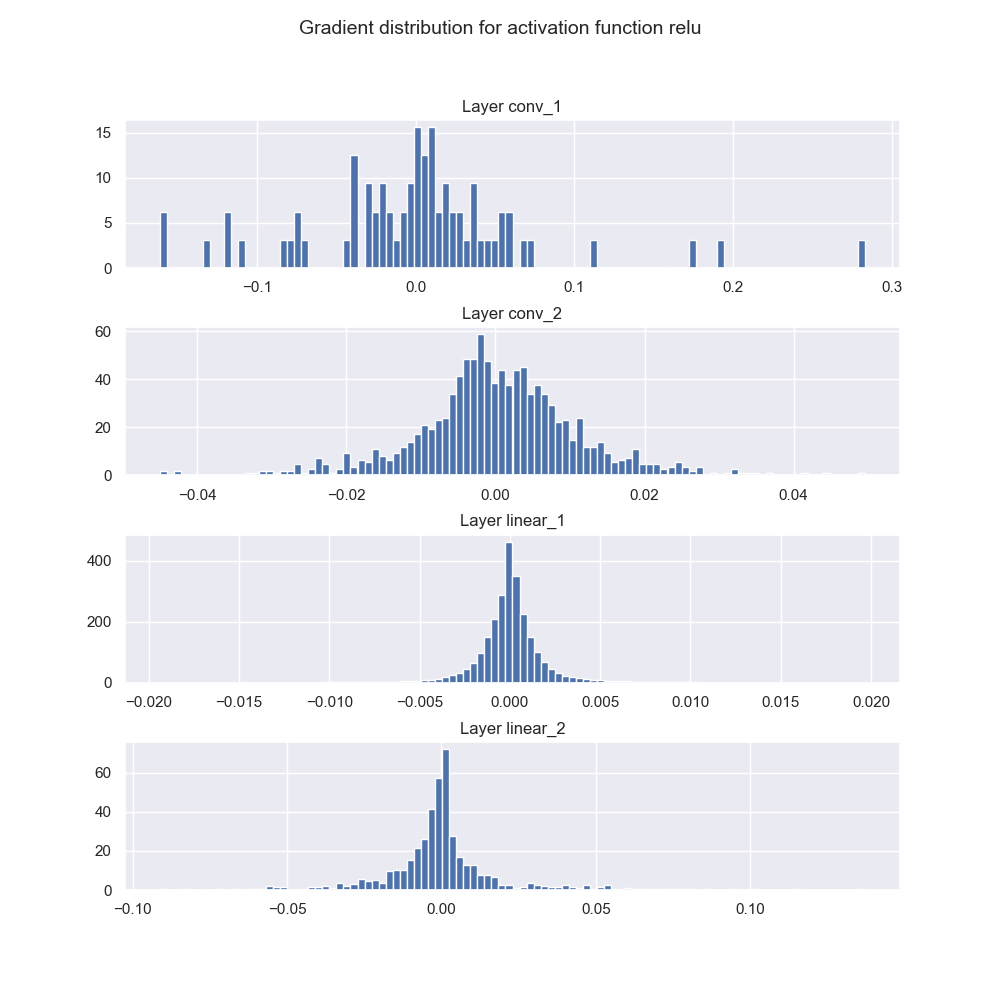 Gradient distribution for activation function relu
Layer conv_1
15
10
5
0
−0.1 0.0 0.1 0.2 0.3
Layer conv_2
60
40
20
0
−0.04 −0.02 0.00 0.02 0.04
Layer linear_1
400
200
0
−0.020 −0.015 −0.010 −0.005 0.000 0.005 0.010 0.015 0.020
Layer linear_2
60
40
20
0
−0.10 −0.05 0.00 0.05 0.10